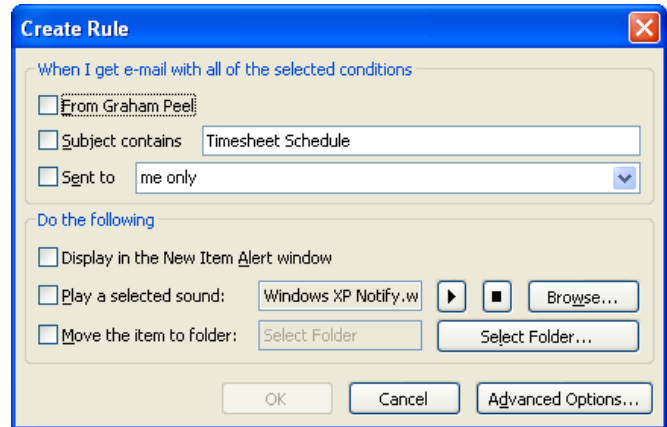 Create Rule
When I get e-mail with all of the selected conditions
From Graham Peel
Subject contains Timesheet Schedule
Sent to me only
Do the following
Display in the New Item Alert window
Play a selected sound: Windows XP Notify.w Browse...
Move the item to folder: Select Folder Select Folder...
OK Cancel Advanced Options...